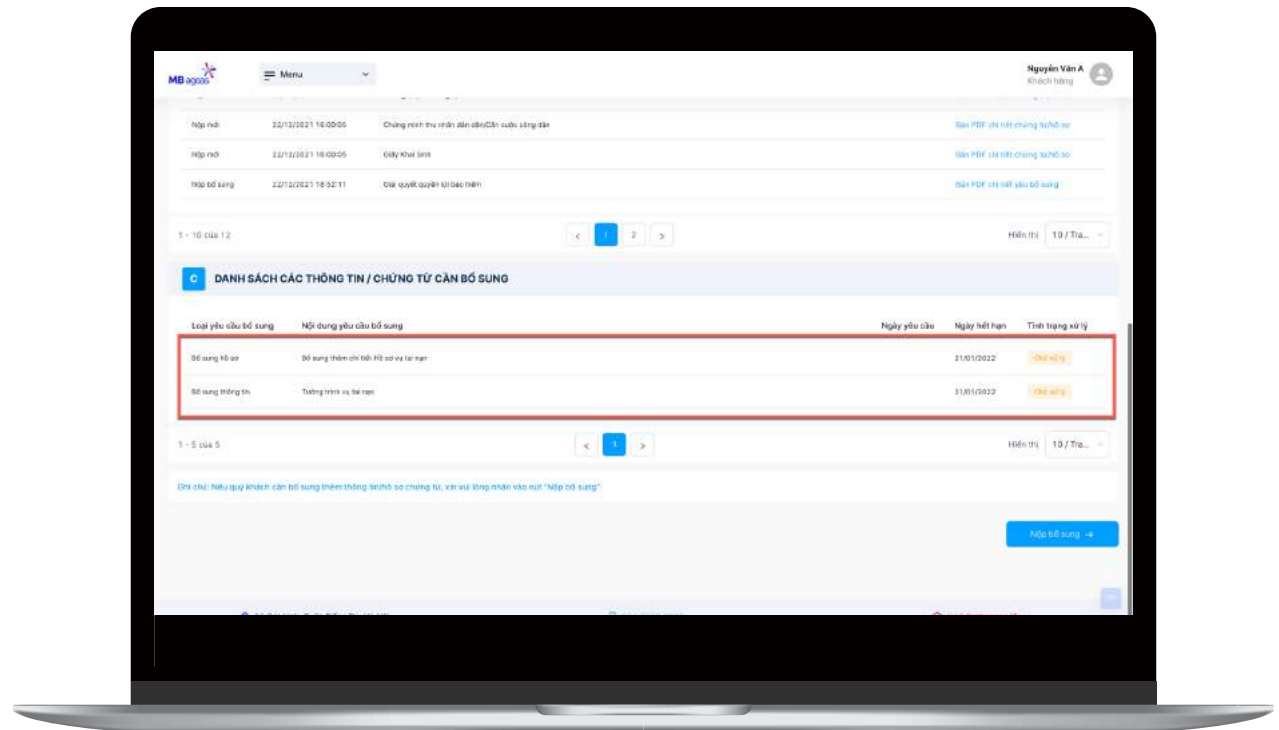 MB ageas
Menu
Nguyễn Văn A
Khách hàng
Nộp mới 22/12/2021 16:00:05 Chứng minh thư nhân dân/Căn cước công dân Bản PDF chi tiết chứng từ/hồ sơ
Nộp mới 22/12/2021 16:00:05 Giấy Khai Sinh Bản PDF chi tiết chứng từ/hồ sơ
Nộp bổ sung 22/12/2021 18:52:11 Giải quyết quyền lợi bảo hiểm Bản PDF chi tiết yêu bổ sung
1 - 10 của 12 < 1 2 > Hiển thị 10 / Tra...
C DANH SÁCH CÁC THÔNG TIN / CHỨNG TỪ CẦN BỔ SUNG
Loại yêu cầu bổ sung Nội dung yêu cầu bổ sung Ngày yêu cầu Ngày hết hạn Tình trạng xử lý
Bổ sung hồ sơ Bổ sung thêm chi tiết Hồ sơ vụ tai nạn 31/01/2022 Chờ xử lý
Bổ sung thông tin Tường trình vụ tai nạn 31/01/2022 Chờ xử lý
1 - 5 của 5 < 1 > Hiển thị 10 / Tra...
Ghi chú: Nếu quý khách cần bổ sung thêm thông tin/hồ sơ chứng từ, xin vui lòng nhấn vào nút "Nộp bổ sung".
Nộp bổ sung →